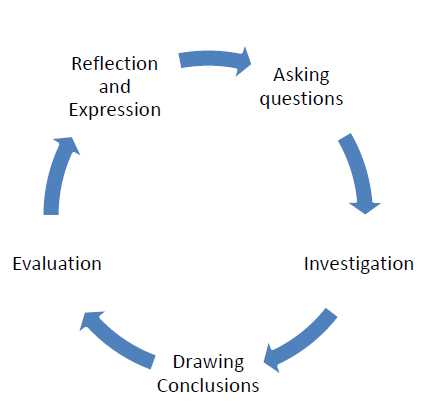 Reflection
and
Expression
Asking
questions
Investigation
Drawing
Conclusions
Evaluation